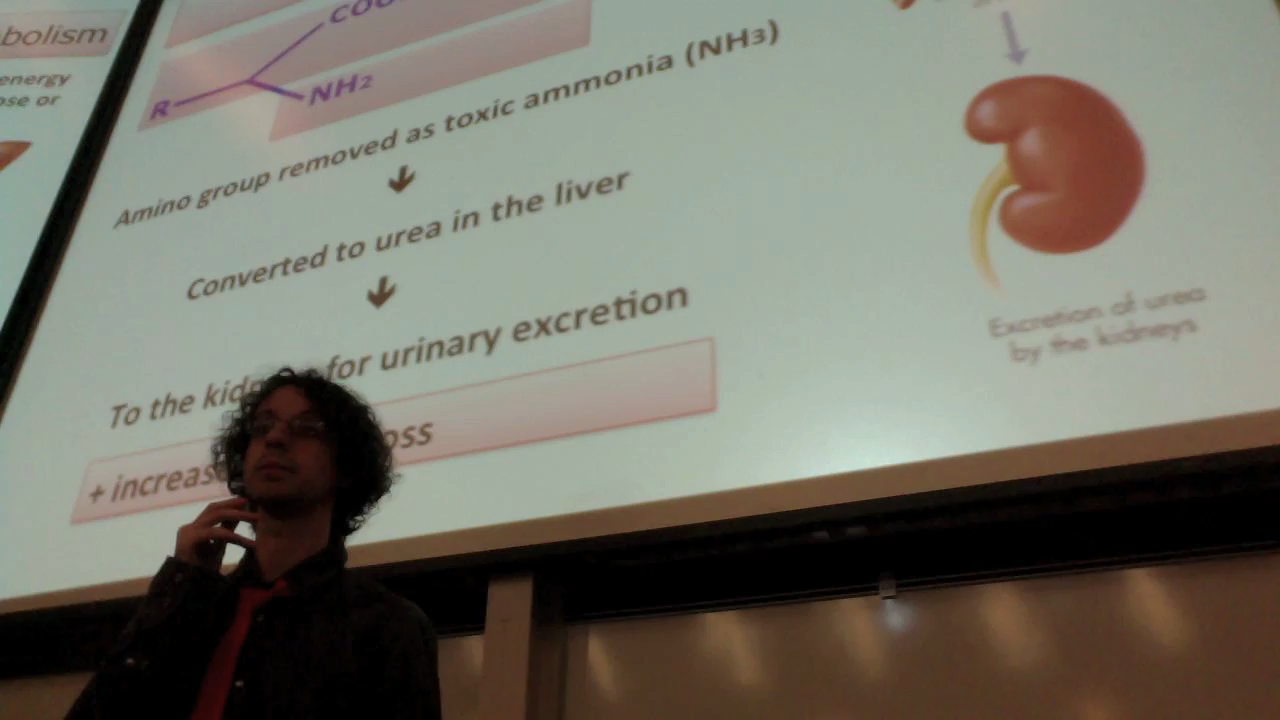 bolism
energy
ose or
COO
R
NH2
Amino group removed as toxic ammonia (NH3)
Converted to urea in the liver
To the kid for urinary excretion
+ increase oss
Excretion of urea
by the kidneys